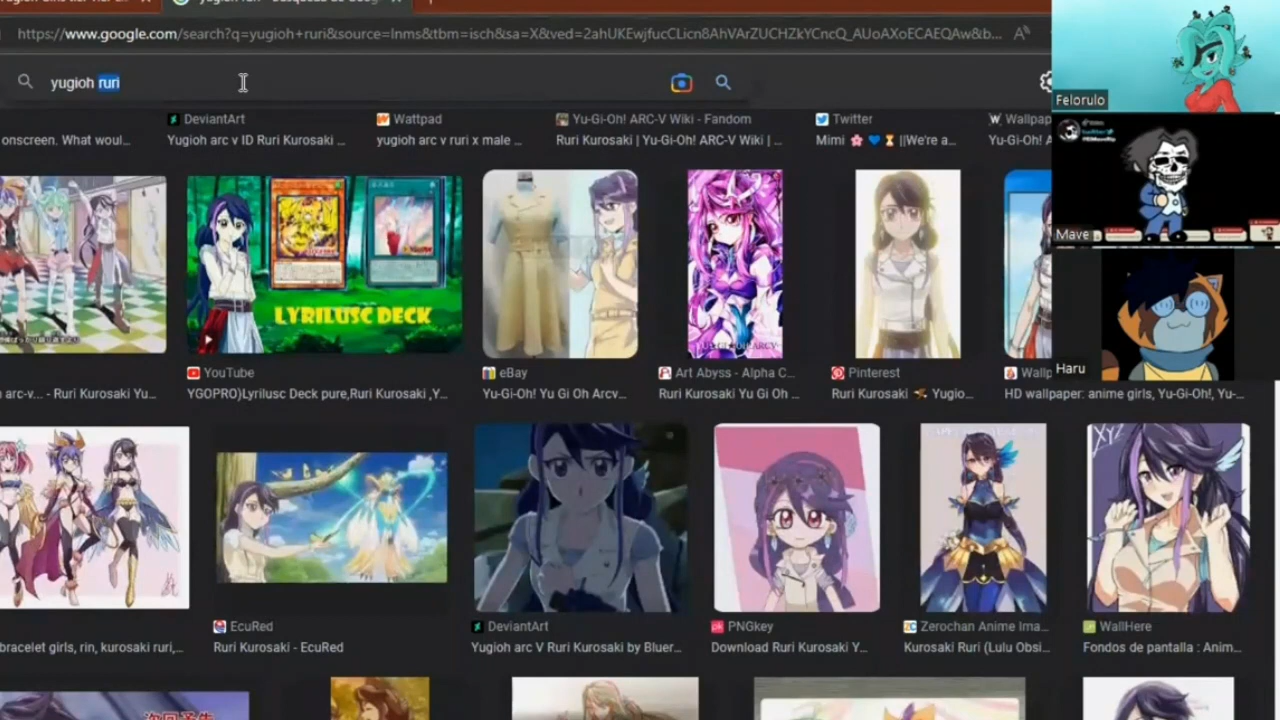 https://www.google.com/search?q=yugioh+ruri&source=lnms&tbm=isch&sa=X&ved=2ahUKEwjfucCLicn8AhVArZUCHZkYCncQ_AUoAXoECAEQAw&b...
yugioh ruri
Felorulo
DeviantArt
Wattpad
Yu-Gi-Oh! ARC-V Wiki - Fandom
Twitter
Wallpap
onscreen. What woul...
Yugioh arc v ID Ruri Kurosaki ...
yugioh arc v ruri x male ...
Ruri Kurosaki | Yu-Gi-Oh! ARC-V Wiki | ...
Mimi 🌸 💙 ⏳ ||We're a...
Yu-Gi-Oh! A
Mave
LYRILUSC DECK
YouTube
eBay
Art Abyss - Alpha C...
Pinterest
Wallp
Haru
arc-v... - Ruri Kurosaki Yu...
YGOPRO)Lyrilusc Deck pure,Ruri Kurosaki ,Y...
Yu-Gi-Oh! Yu Gi Oh Arcv...
Ruri Kurosaki Yu Gi Oh ...
Ruri Kurosaki Yugio...
HD wallpaper: anime girls, Yu-Gi-Oh!, Yu-...
XYZ
EcuRed
DeviantArt
PNGkey
Zerochan Anime Ima...
WallHere
bracelet girls, rin, kurosaki ruri,...
Ruri Kurosaki - EcuRed
Yugioh arc V Ruri Kurosaki by Bluer...
Download Ruri Kurosaki Y...
Kurosaki Ruri (Lulu Obsi...
Fondos de pantalla : Anim...
次回予告